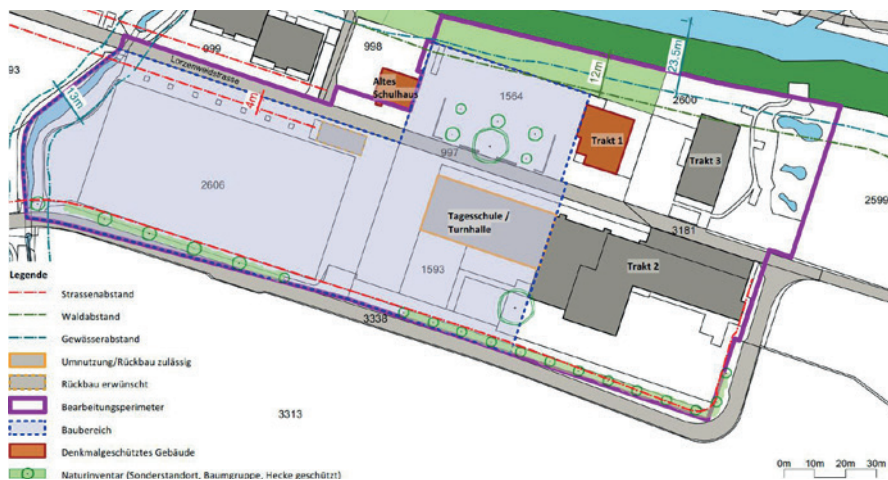 999
998
Lorzenweidstrasse
93
13m
4m
Altes
Schulhaus
1564
12m
23.5m
2600
Trakt 1
Trakt 3
997
2606
Tagesschule /
Turnhalle
2599
3181
Trakt 2
1593
3338
3313
Legende
Strassenabstand
Waldabstand
Gewässerabstand
Umnutzung/Rückbau zulässig
Rückbau erwünscht
Bearbeitungsperimeter
Baubereich
Denkmalgeschütztes Gebäude
Naturinventar (Sonderstandort, Baumgruppe, Hecke geschützt)
0m 10m 20m 30m